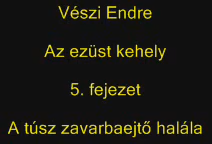 Vészi Endre
Az ezüst kehely
5. fejezet
A túsz zavarbaejtő halála